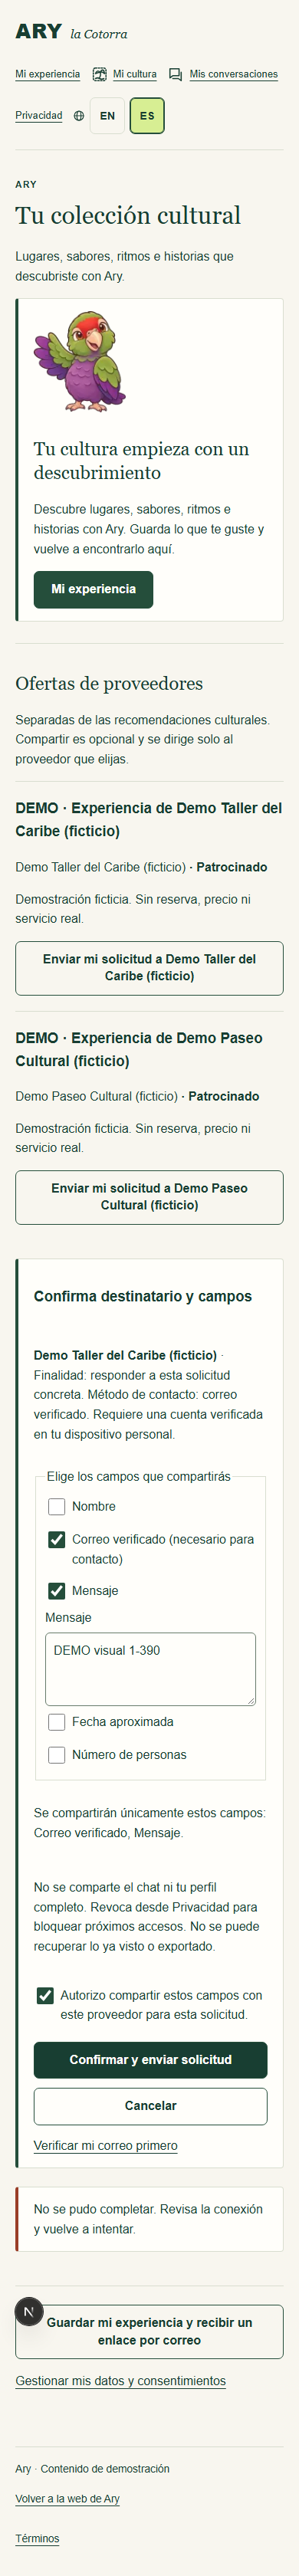 ARY la Cotorra
Mi experiencia
Mi cultura
Mis conversaciones
Privacidad
EN
ES
ARY
Tu colección cultural
Lugares, sabores, ritmos e historias que
descubriste con Ary.
Tu cultura empieza con un
descubrimiento
Descubre lugares, sabores, ritmos e
historias con Ary. Guarda lo que te guste y
vuelve a encontrarlo aquí.
Mi experiencia
Ofertas de proveedores
Separadas de las recomendaciones culturales.
Compartir es opcional y se dirige solo al
proveedor que elijas.
DEMO · Experiencia de Demo Taller del
Caribe (ficticio)
Demo Taller del Caribe (ficticio) · Patrocinado
Demostración ficticia. Sin reserva, precio ni
servicio real.
Enviar mi solicitud a Demo Taller del
Caribe (ficticio)
DEMO · Experiencia de Demo Paseo
Cultural (ficticio)
Demo Paseo Cultural (ficticio) · Patrocinado
Demostración ficticia. Sin reserva, precio ni
servicio real.
Enviar mi solicitud a Demo Paseo
Cultural (ficticio)
Confirma destinatario y campos
Demo Taller del Caribe (ficticio) ·
Finalidad: responder a esta solicitud
concreta. Método de contacto: correo
verificado. Requiere una cuenta verificada
en tu dispositivo personal.
Elige los campos que compartirás
Nombre
Correo verificado (necesario para
contacto)
Mensaje
Mensaje
DEMO visual 1-390
Fecha aproximada
Número de personas
Se compartirán únicamente estos campos:
Correo verificado, Mensaje.
No se comparte el chat ni tu perfil
completo. Revoca desde Privacidad para
bloquear próximos accesos. No se puede
recuperar lo ya visto o exportado.
Autorizo compartir estos campos con
este proveedor para esta solicitud.
Confirmar y enviar solicitud
Cancelar
Verificar mi correo primero
No se pudo completar. Revisa la conexión
y vuelve a intentar.
N
Guardar mi experiencia y recibir un
enlace por correo
Gestionar mis datos y consentimientos
Ary · Contenido de demostración
Volver a la web de Ary
Términos